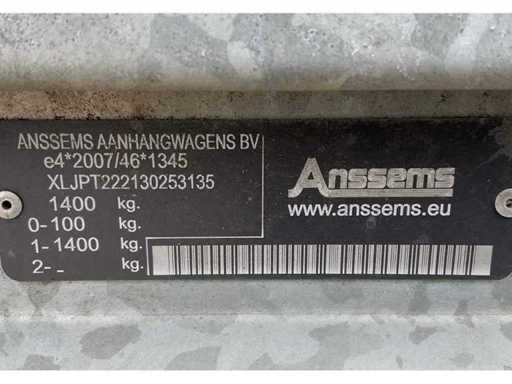 ANSSEMS AANHANGWAGENS BV
e4*2007/46*1345
XLJPT222130253135
1400 kg.
0-100 kg.
1-1400 kg.
2-- kg.
Anssems
www.anssems.eu